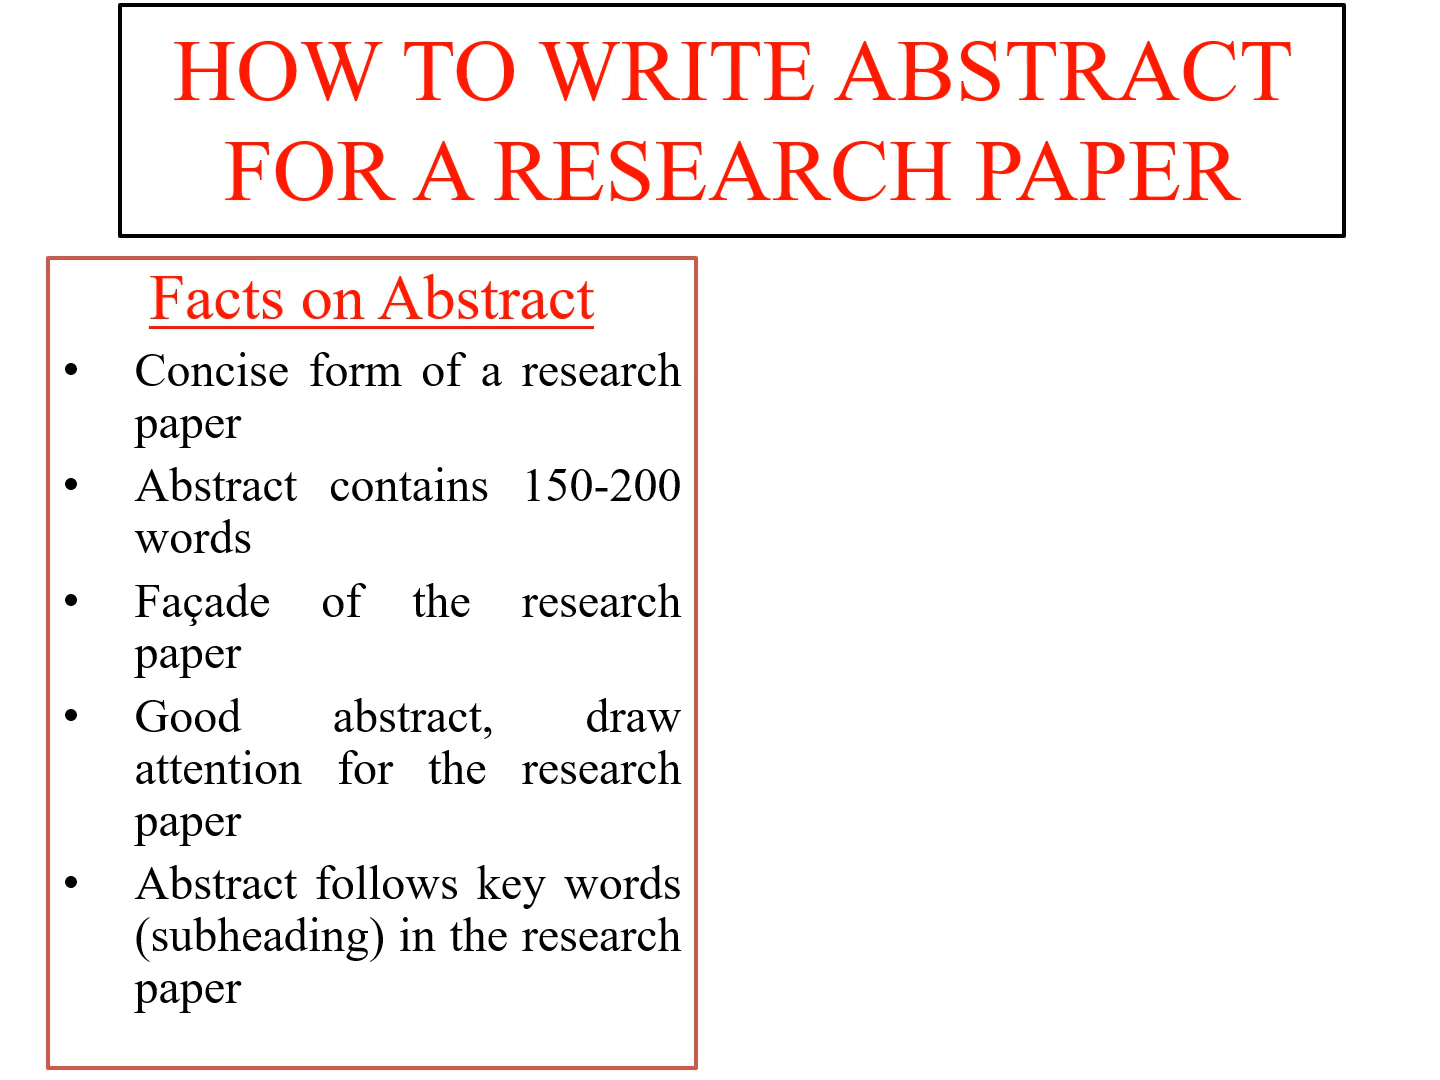 HOW TO WRITE ABSTRACT
FOR A RESEARCH PAPER
Facts on Abstract
• Concise form of a research
paper
• Abstract contains 150-200
words
• Façade of the research
paper
• Good abstract, draw
attention for the research
paper
• Abstract follows key words
(subheading) in the research
paper